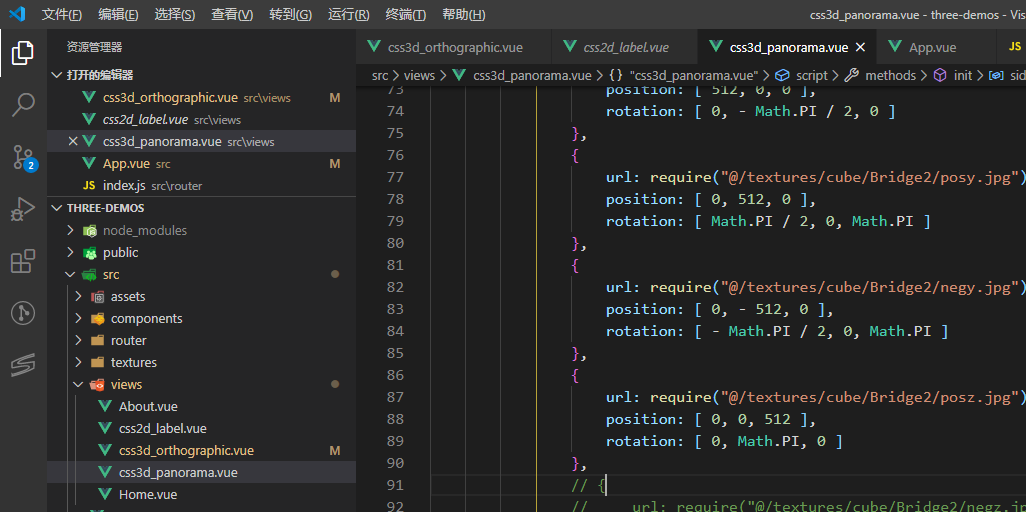 文件(F) 编辑(E) 选择(S) 查看(V) 转到(G) 运行(R) 终端(T) 帮助(H) css3d_panorama.vue - three-demos - Vis
资源管理器
打开的编辑器
css3d_orthographic.vue src\views M
css2d_label.vue src\views
css3d_panorama.vue src\views
App.vue src M
JS index.js src\router
THREE-DEMOS
node_modules
public
src
assets
components
router
textures
views
About.vue
css2d_label.vue
css3d_orthographic.vue M
css3d_panorama.vue
Home.vue
2
css3d_orthographic.vue css2d_label.vue css3d_panorama.vue App.vue JS
src > views > css3d_panorama.vue > {} "css3d_panorama.vue" > script > methods > init > sid
73 position: [ 512, 0, 0 ],
74 rotation: [ 0, - Math.PI / 2, 0 ]
75 },
76 {
77 url: require("@/textures/cube/Bridge2/posy.jpg")
78 position: [ 0, 512, 0 ],
79 rotation: [ Math.PI / 2, 0, Math.PI ]
80 },
81 {
82 url: require("@/textures/cube/Bridge2/negy.jpg")
83 position: [ 0, - 512, 0 ],
84 rotation: [ - Math.PI / 2, 0, Math.PI ]
85 },
86 {
87 url: require("@/textures/cube/Bridge2/posz.jpg")
88 position: [ 0, 0, 512 ],
89 rotation: [ 0, Math.PI, 0 ]
90 },
91 // {
92 // url: require("@/textures/cube/Bridge2/negz.jp